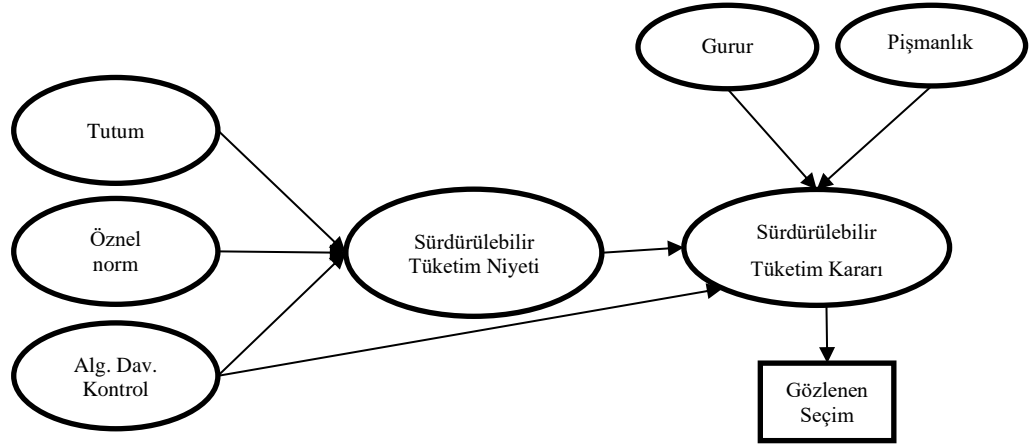 Gurur
Pişmanlık
Tutum
Öznel
norm
Sürdürülebilir
Tüketim Niyeti
Sürdürülebilir
Tüketim Kararı
Alg. Dav.
Kontrol
Gözlenen
Seçim